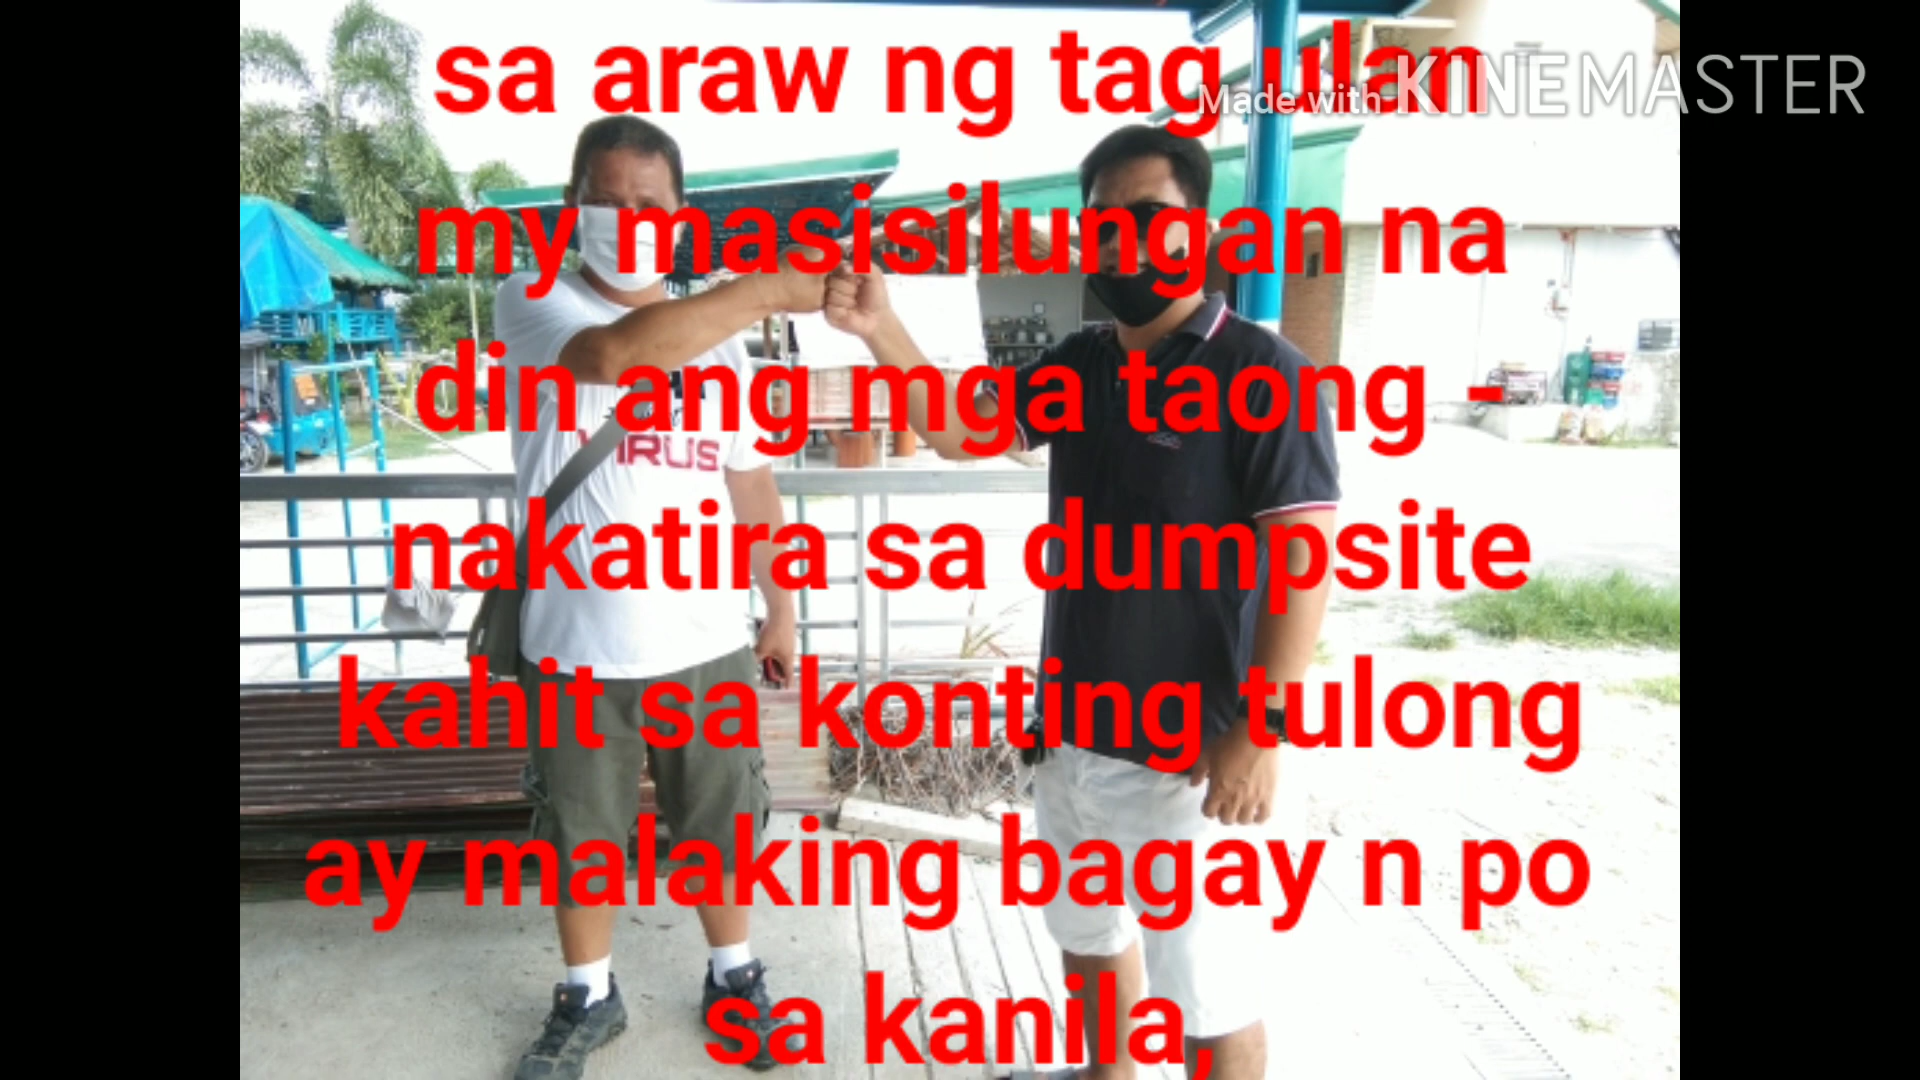 sa araw ng tag ulan
Made with KINEMASTER
my masisilungan na
din ang mga taong -
VIRUS
nakatira sa dumpsite
kahit sa konting tulong
ay malaking bagay n po
sa kanila,